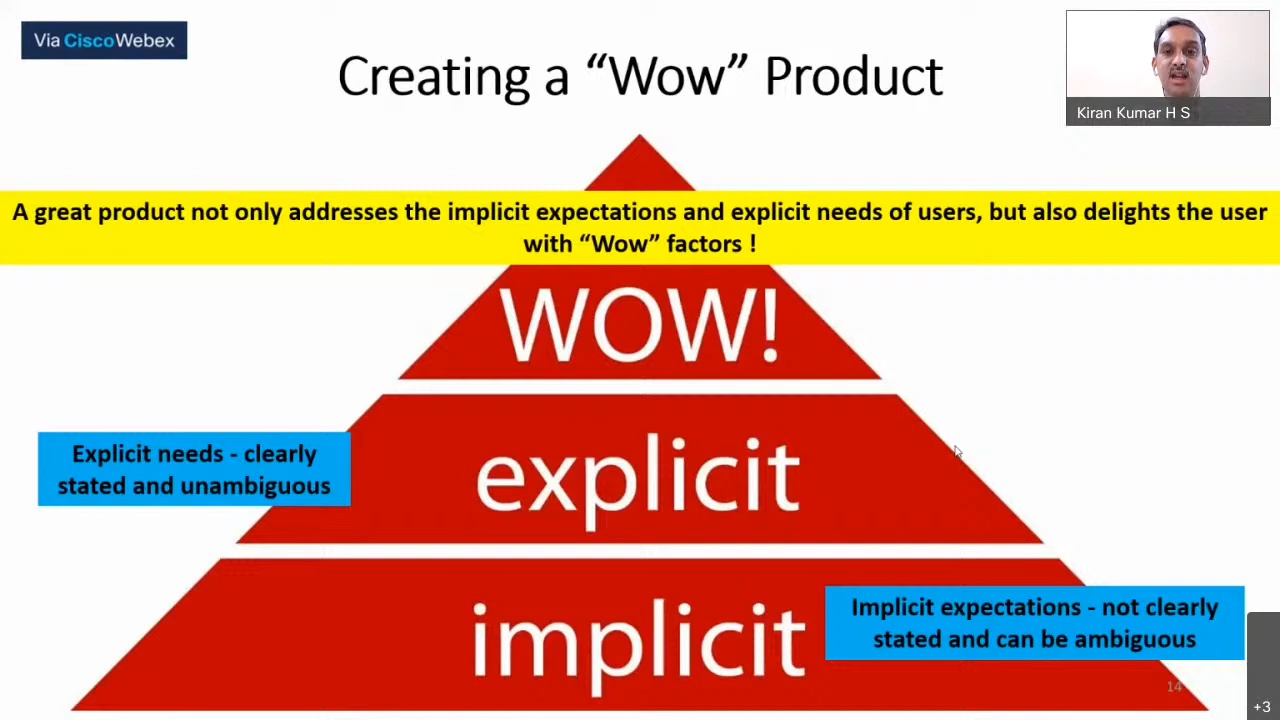 Via CiscoWebex
Creating a “Wow” Product
Kiran Kumar H S
A great product not only addresses the implicit expectations and explicit needs of users, but also delights the user
with “Wow” factors !
WOW!
explicit
Explicit needs - clearly
stated and unambiguous
implicit
Implicit expectations - not clearly
stated and can be ambiguous
14
+3